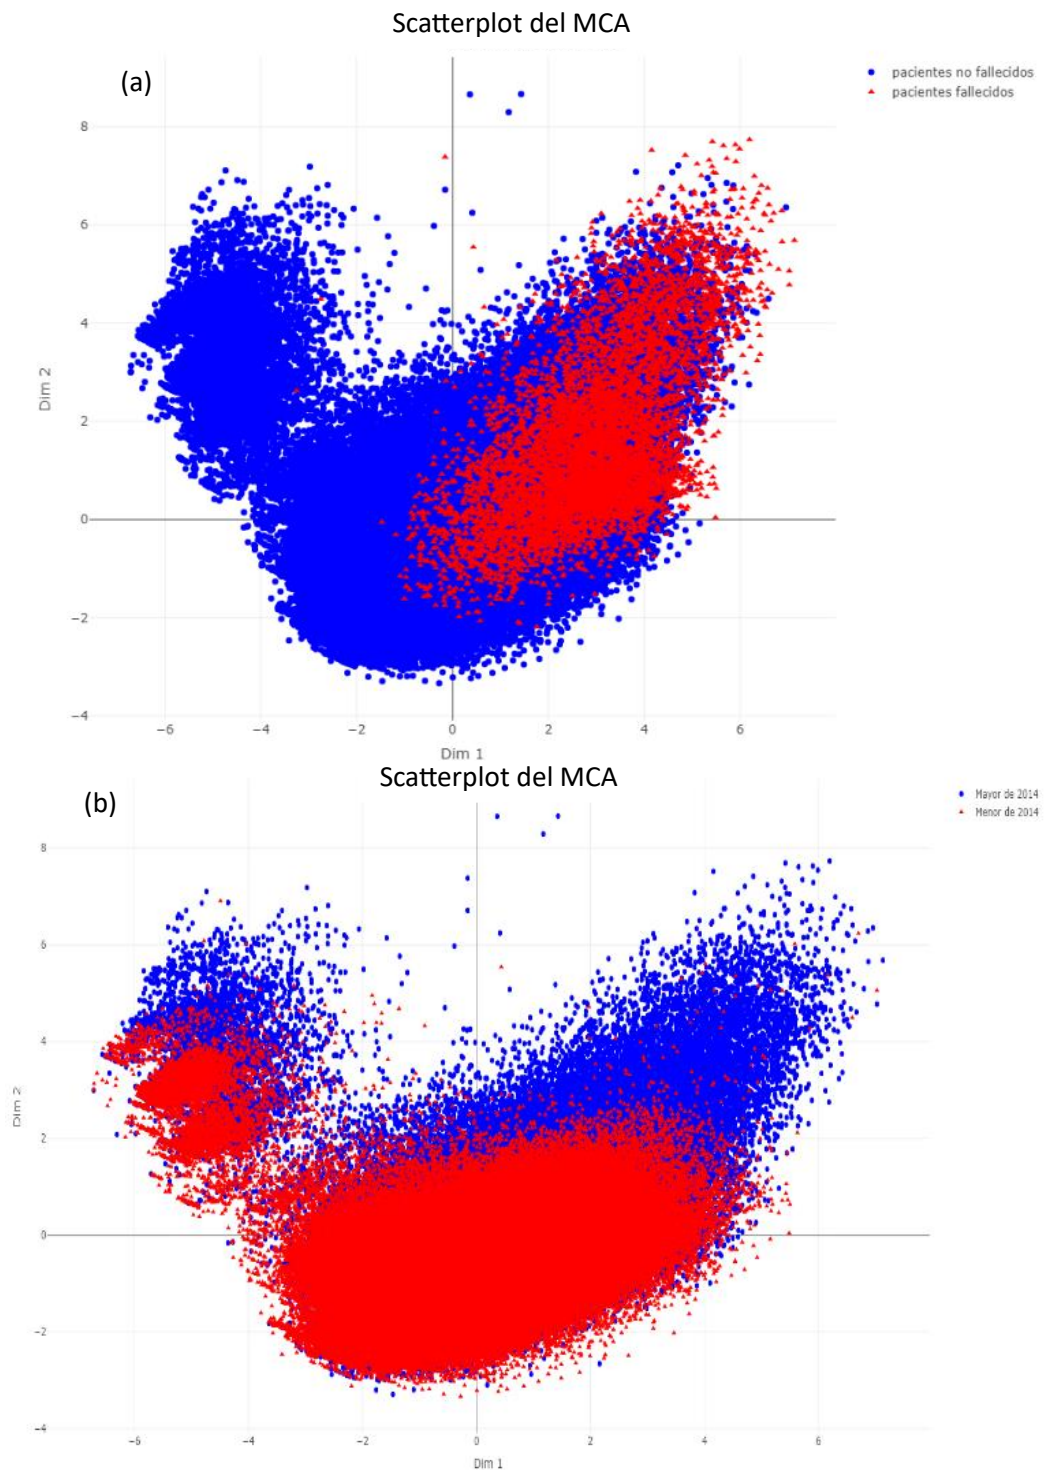 Scatterplot del MCA
(a)
pacientes no fallecidos
pacientes fallecidos
8
6
4
2
0
−2
−4
Dim 2
−6
−4
−2
0
2
4
6
Dim 1
Scatterplot del MCA
(b)
Mayor de 2014
Menor de 2014
8
6
4
2
0
−2
−4
Dim 2
−6
−4
−2
0
2
4
6
Dim 1